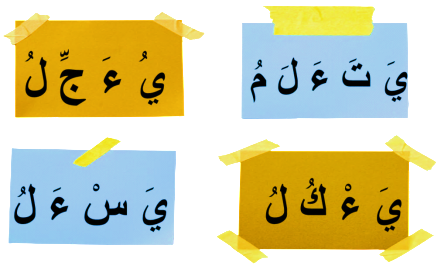 يَ تَ ءَ لَ مُ
يُ ءَ جِّ لُ
يَ ءْ كُ لُ
يَ سْ ءَ لُ